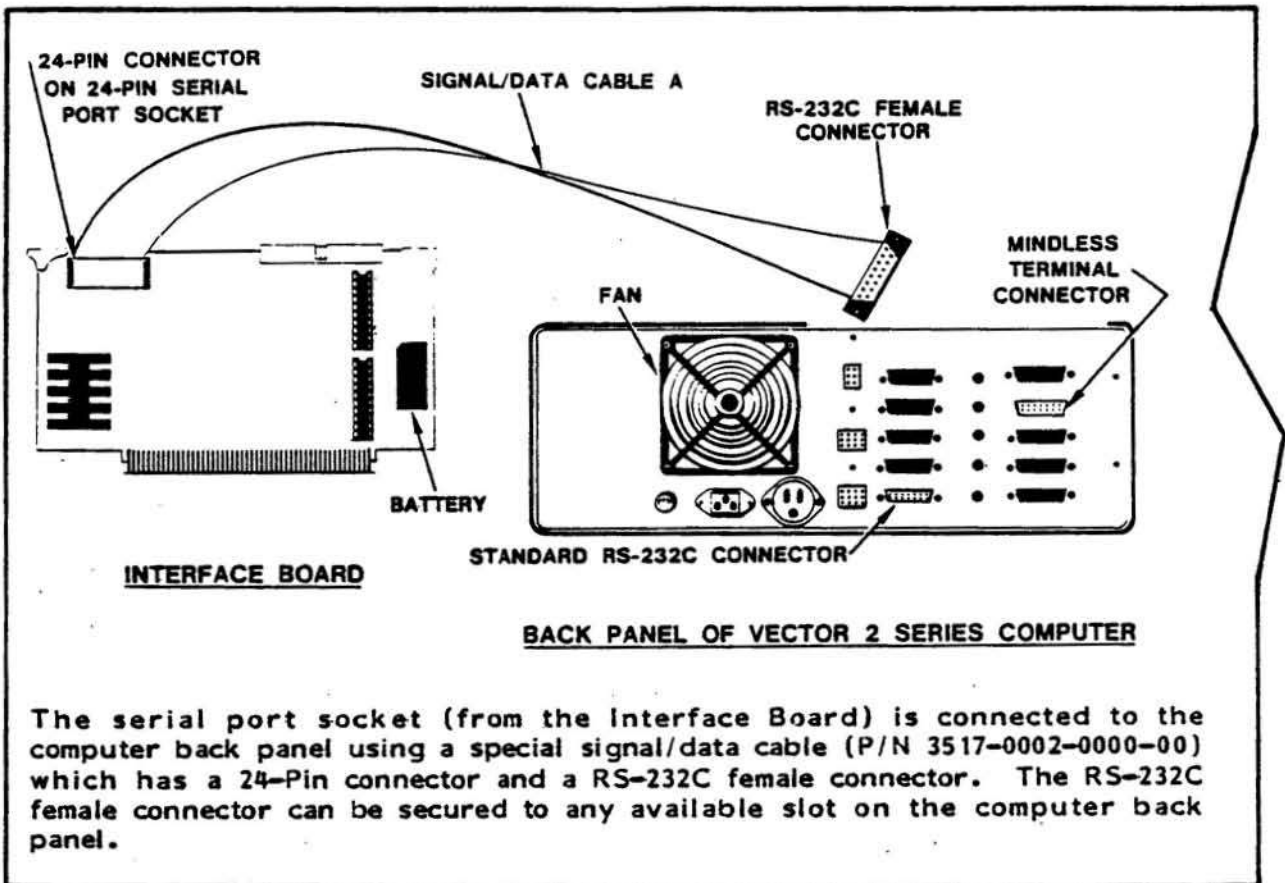 24-PIN CONNECTOR
ON 24-PIN SERIAL
PORT SOCKET
SIGNAL/DATA CABLE A
RS-232C FEMALE
CONNECTOR
MINDLESS
TERMINAL
CONNECTOR
FAN
BATTERY
STANDARD RS-232C CONNECTOR
INTERFACE BOARD
BACK PANEL OF VECTOR 2 SERIES COMPUTER
The serial port socket (from the Interface Board) is connected to the
computer back panel using a special signal/data cable (P/N 3517-0002-0000-00)
which has a 24-Pin connector and a RS-232C female connector. The RS-232C
female connector can be secured to any available slot on the computer back
panel.